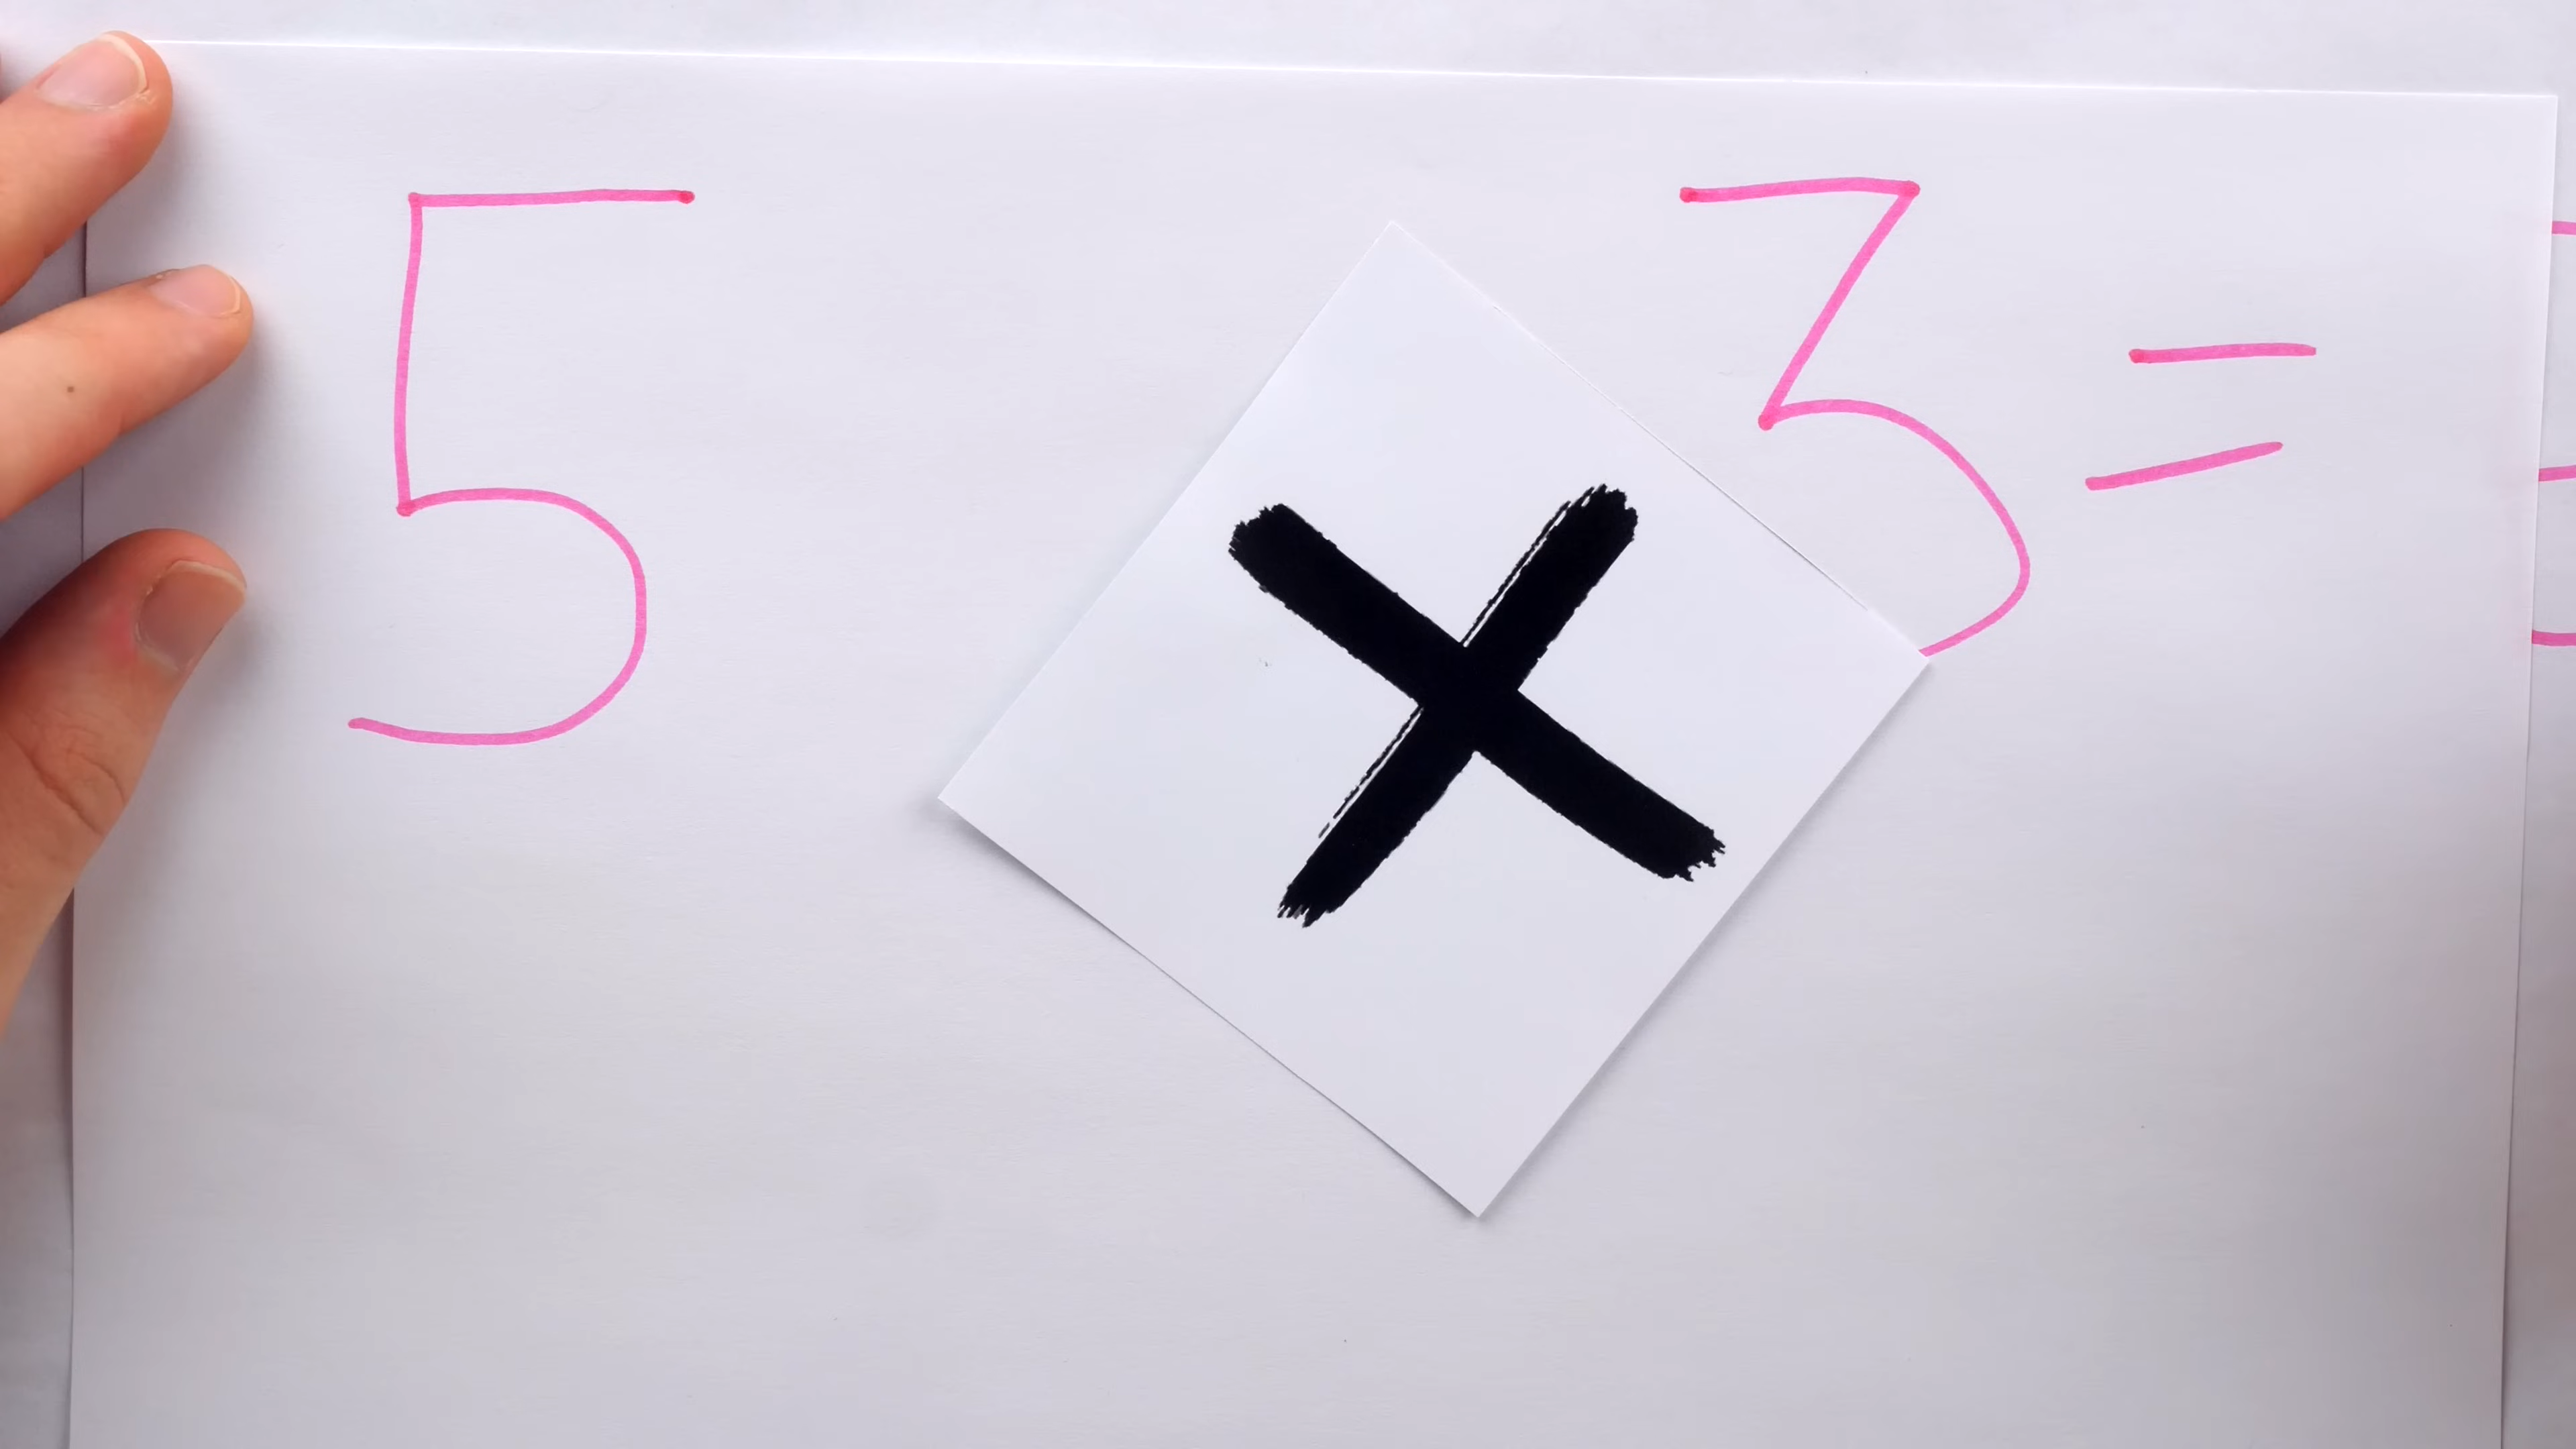 5 × 3 =